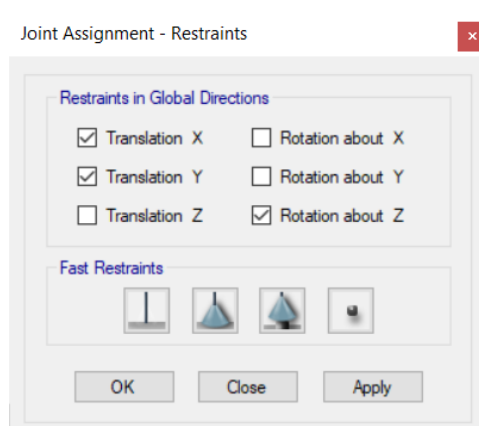 Joint Assignment - Restraints
Restraints in Global Directions
Translation X Rotation about X
Translation Y Rotation about Y
Translation Z Rotation about Z
Fast Restraints
OK Close Apply